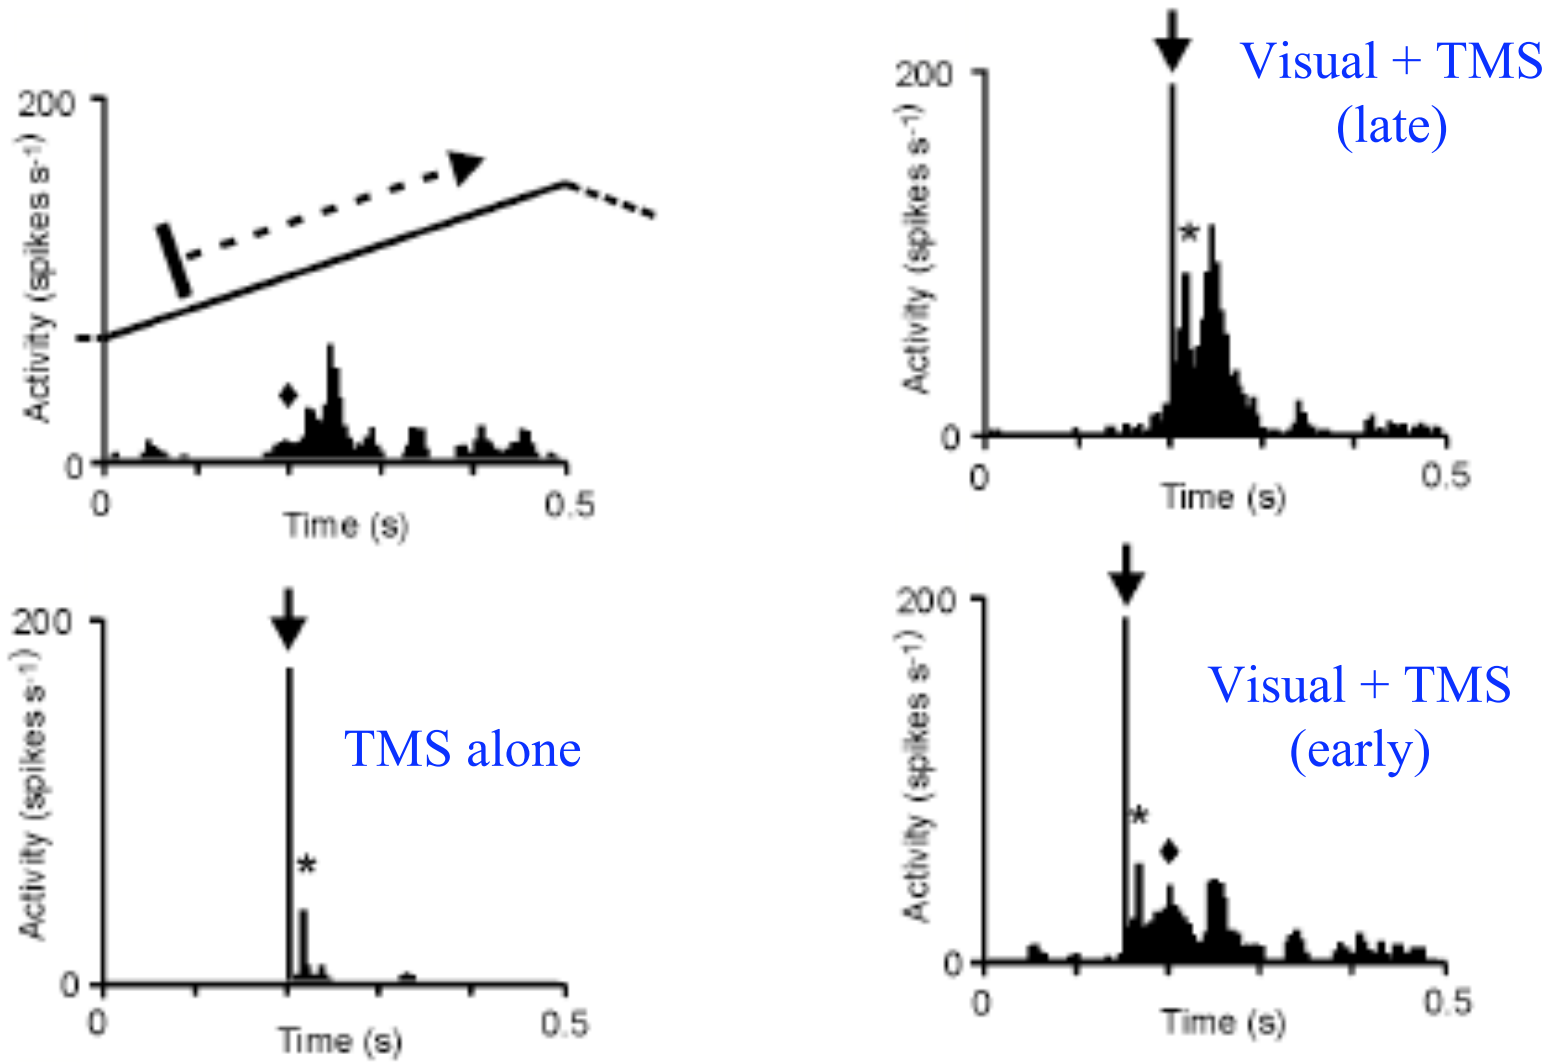 200
Activity (spikes s-1)
0
0
0.5
Time (s)
Visual + TMS
(late)
200
*
Activity (spikes s-1)
0
0
0.5
Time (s)
200
TMS alone
*
Activity (spikes s-1)
0
0
0.5
Time (s)
200
Visual + TMS
(early)
*
Activity (spikes s-1)
0
0
0.5
Time (s)